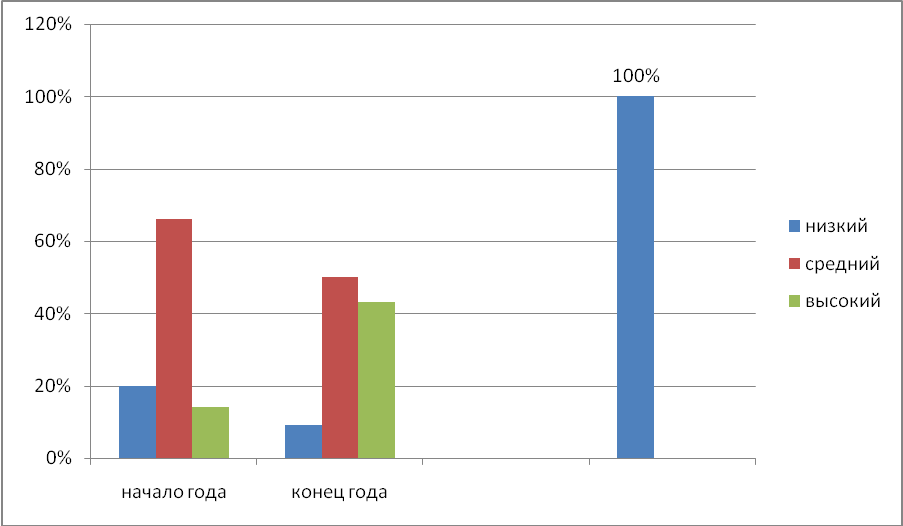 120%
100%
80%
60%
40%
20%
0%
100%
начало года
конец года
низкий
средний
высокий